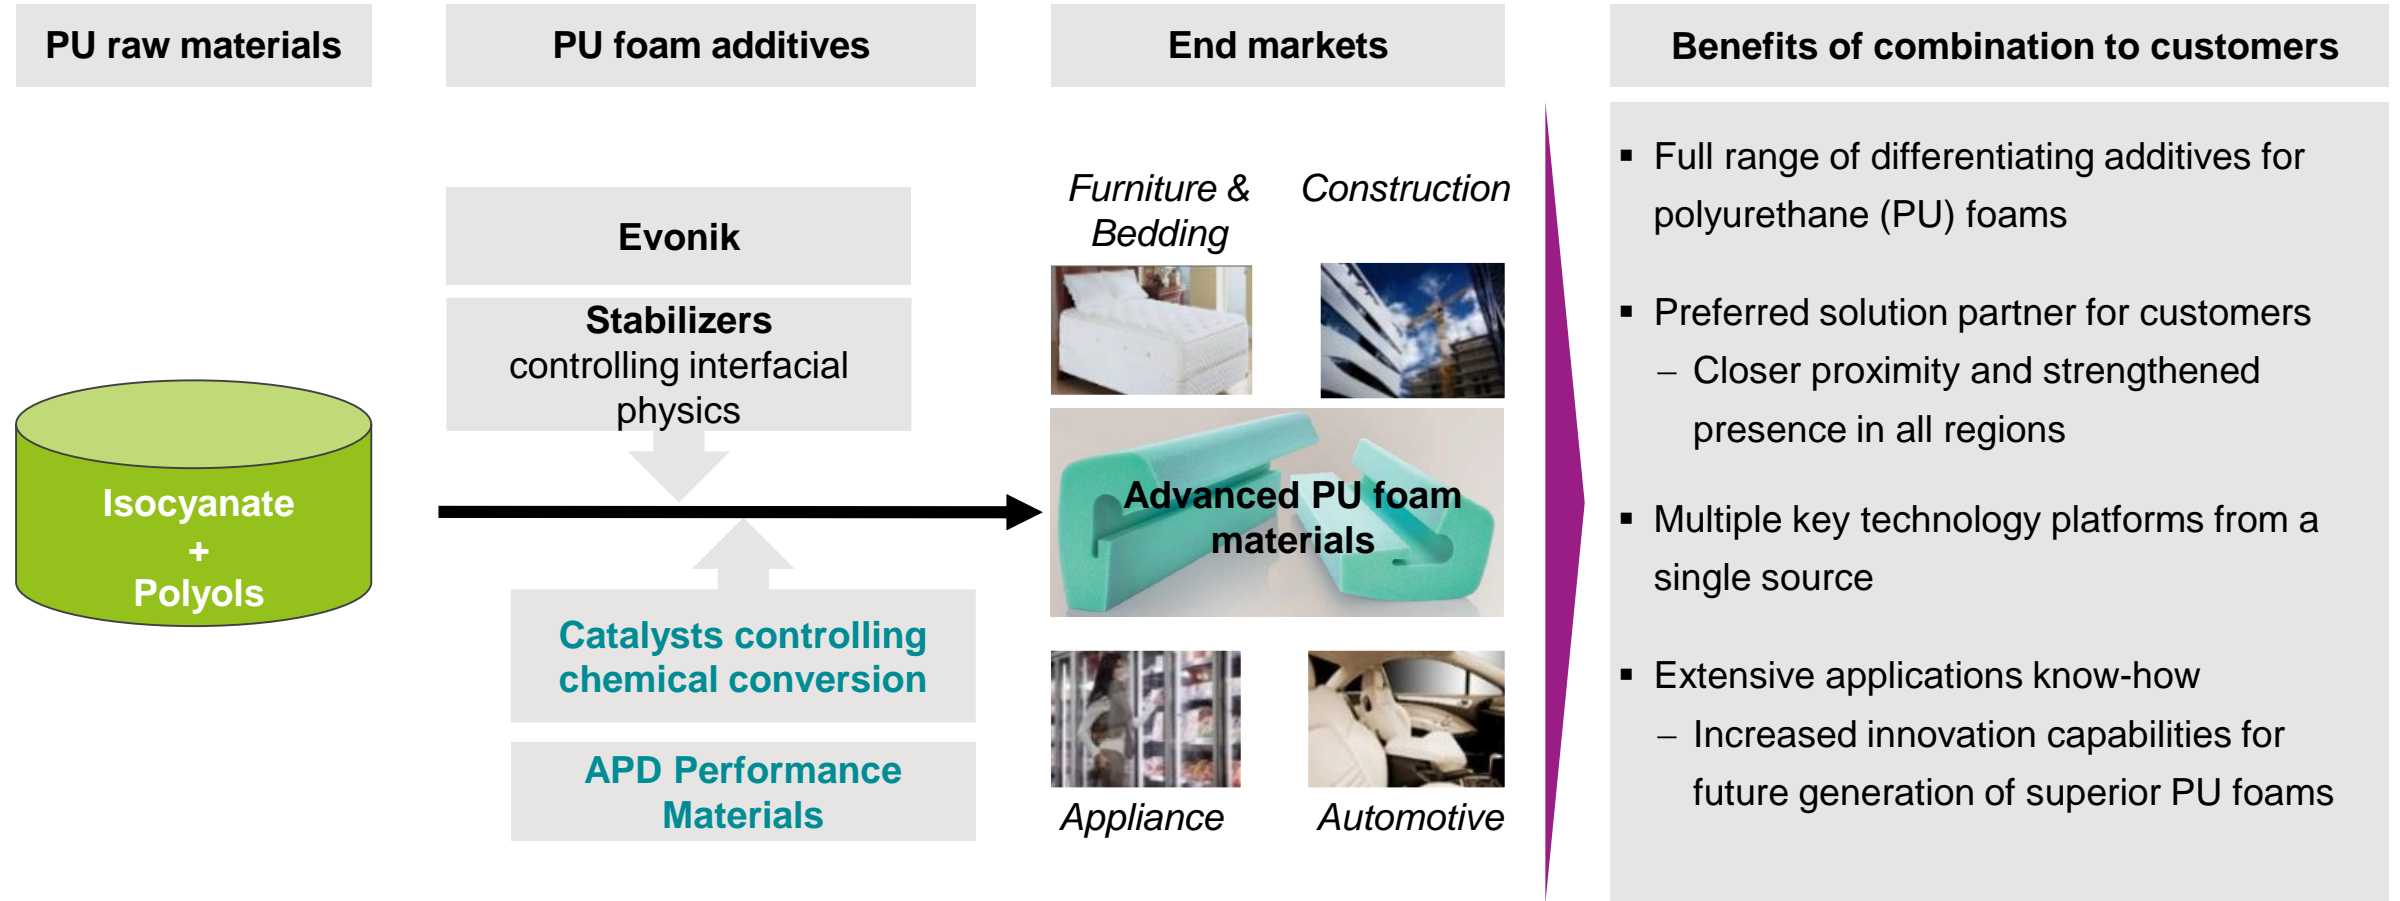 PU raw materials
PU foam additives
End markets
Benefits of combination to customers
Isocyanate
+
Polyols
Evonik
Stabilizers
controlling interfacial
physics
Catalysts controlling
chemical conversion
APD Performance
Materials
Furniture &
Bedding
Construction
Advanced PU foam
materials
Appliance
Automotive
▪ Full range of differentiating additives for
polyurethane (PU) foams
▪ Preferred solution partner for customers
– Closer proximity and strengthened
presence in all regions
▪ Multiple key technology platforms from a
single source
▪ Extensive applications know-how
– Increased innovation capabilities for
future generation of superior PU foams